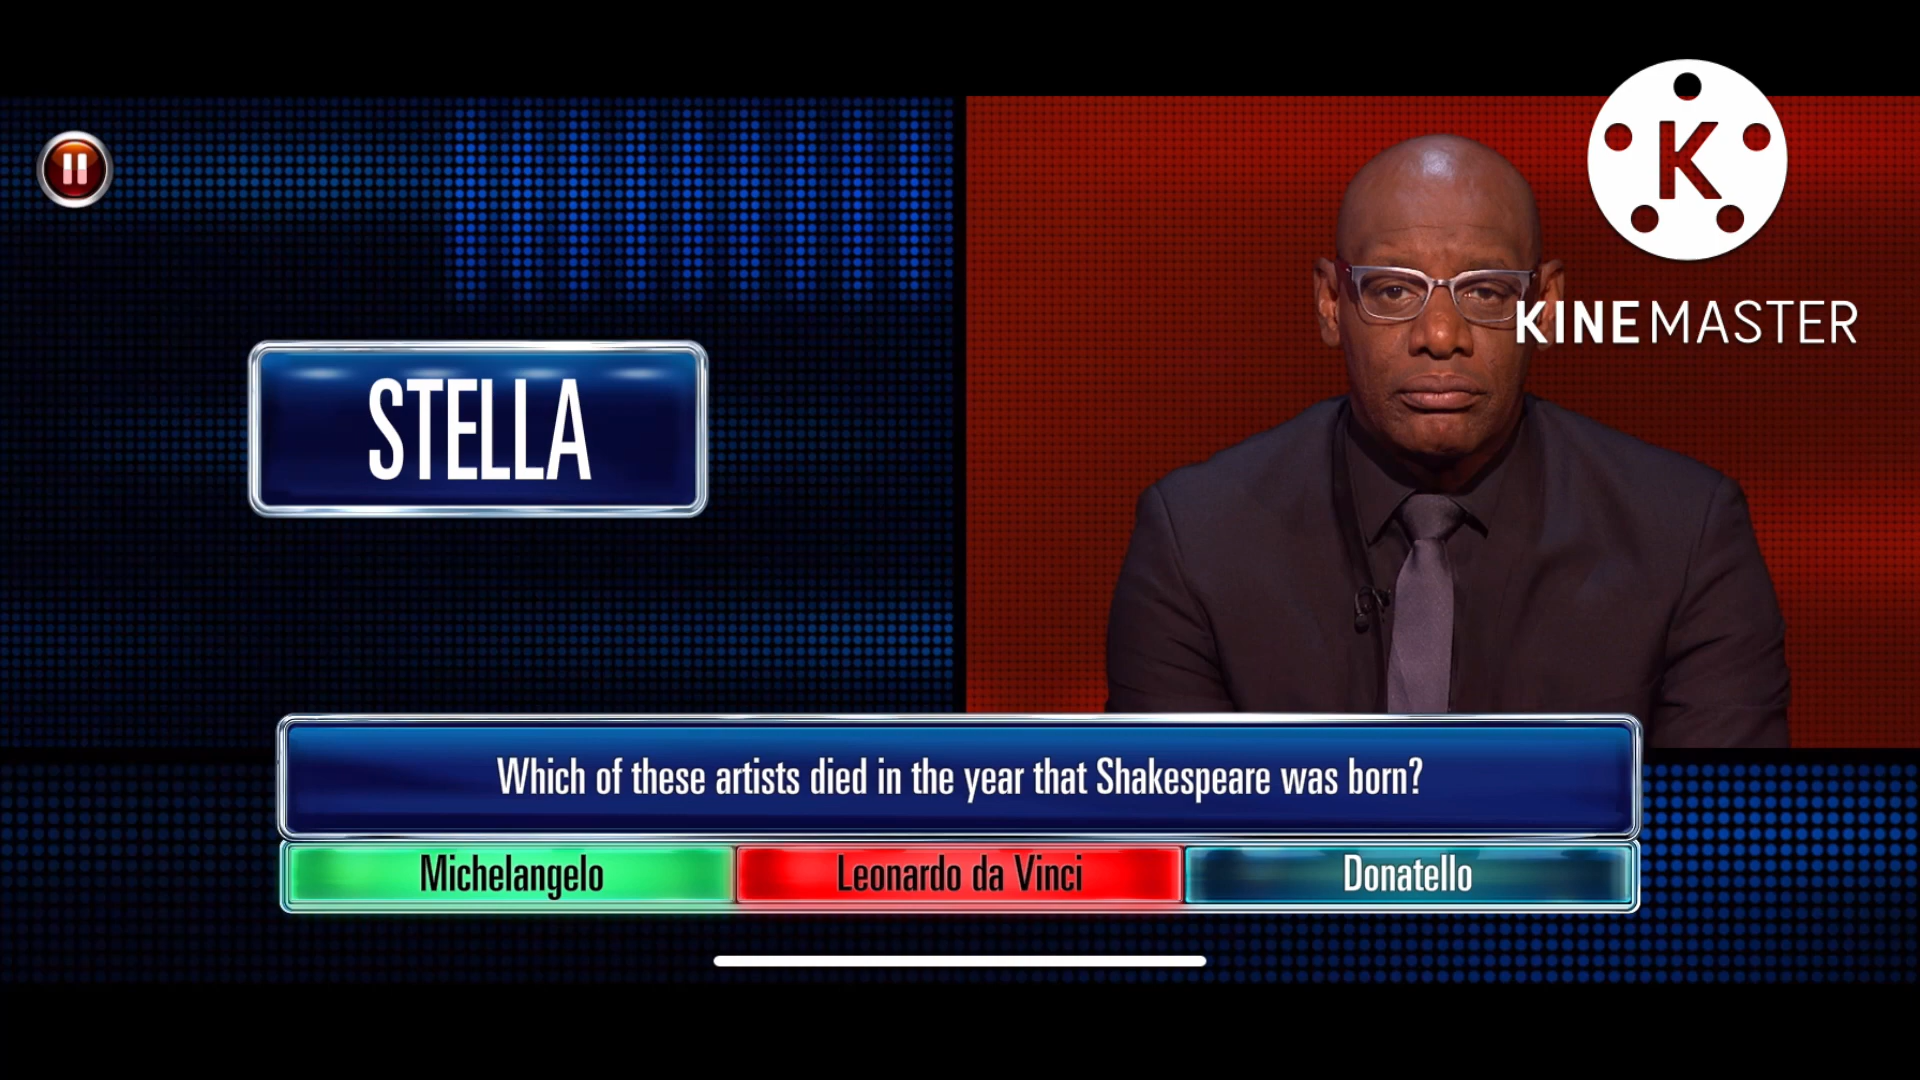 K
KINEMASTER
STELLA
Which of these artists died in the year that Shakespeare was born?
Michelangelo
Leonardo da Vinci
Donatello